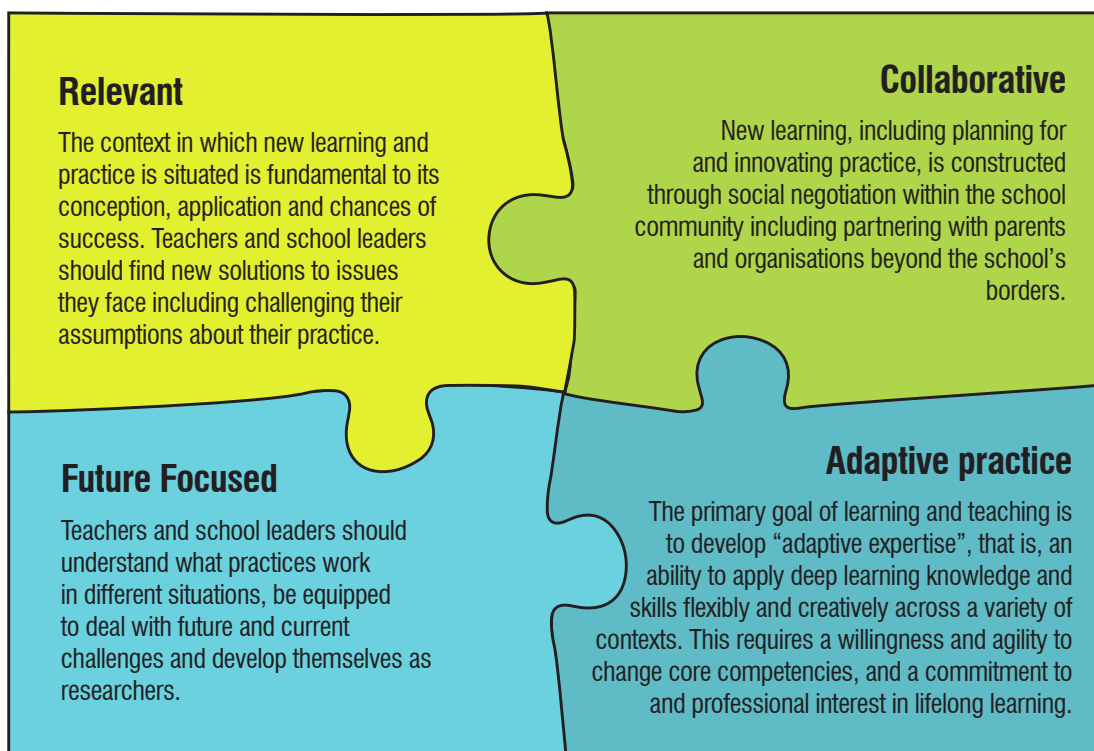 Relevant
The context in which new learning and
practice is situated is fundamental to its
conception, application and chances of
success. Teachers and school leaders
should find new solutions to issues
they face including challenging their
assumptions about their practice.
Collaborative
New learning, including planning for
and innovating practice, is constructed
through social negotiation within the school
community including partnering with parents
and organisations beyond the school's
borders.
Future Focused
Teachers and school leaders should
understand what practices work
in different situations, be equipped
to deal with future and current
challenges and develop themselves as
researchers.
Adaptive practice
The primary goal of learning and teaching is
to develop “adaptive expertise”, that is, an
ability to apply deep learning knowledge and
skills flexibly and creatively across a variety of
contexts. This requires a willingness and agility to
change core competencies, and a commitment to
and professional interest in lifelong learning.